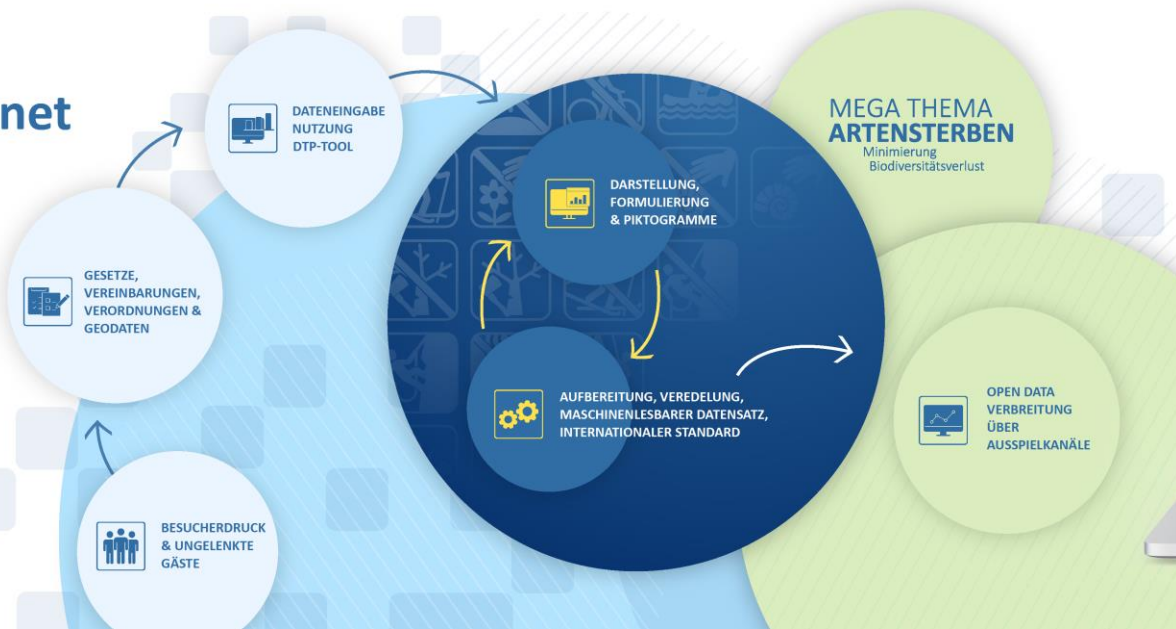 net
DATENEINGABE
NUTZUNG
DTP-TOOL
GESETZE,
VEREINBARUNGEN,
VERORDNUNGEN &
GEODATEN
BESUCHERDRUCK
& UNGELENKTE
GÄSTE
DARSTELLUNG,
FORMULIERUNG
& PIKTOGRAMME
AUFBEREITUNG, VEREDELUNG,
MASCHINENLESBARER DATENSATZ,
INTERNATIONALER STANDARD
MEGA THEMA
ARTENSTERBEN
Minimierung
Biodiversitätsverlust
OPEN DATA
VERBREITUNG
ÜBER
AUSSPIELKANÄLE